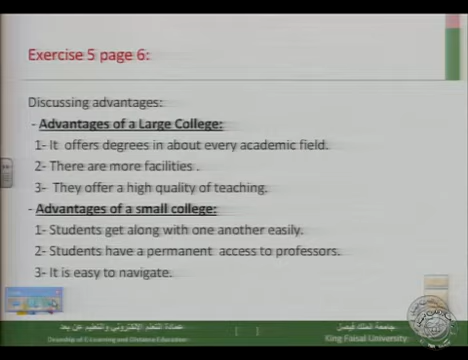 Exercise 5 page 6:
Discussing advantages:
- Advantages of a Large College:
1- It offers degrees in about every academic field.
2- There are more facilities .
3- They offer a high quality of teaching.
- Advantages of a small college:
1- Students get along with one another easily.
2- Students have a permanent access to professors.
3- It is easy to navigate.
عمادة التعلم الإلكتروني والتعليم عن بعد
Deanship of E-Learning and Distance Education
[ ]
جامعة الملك فيصل
King Faisal University